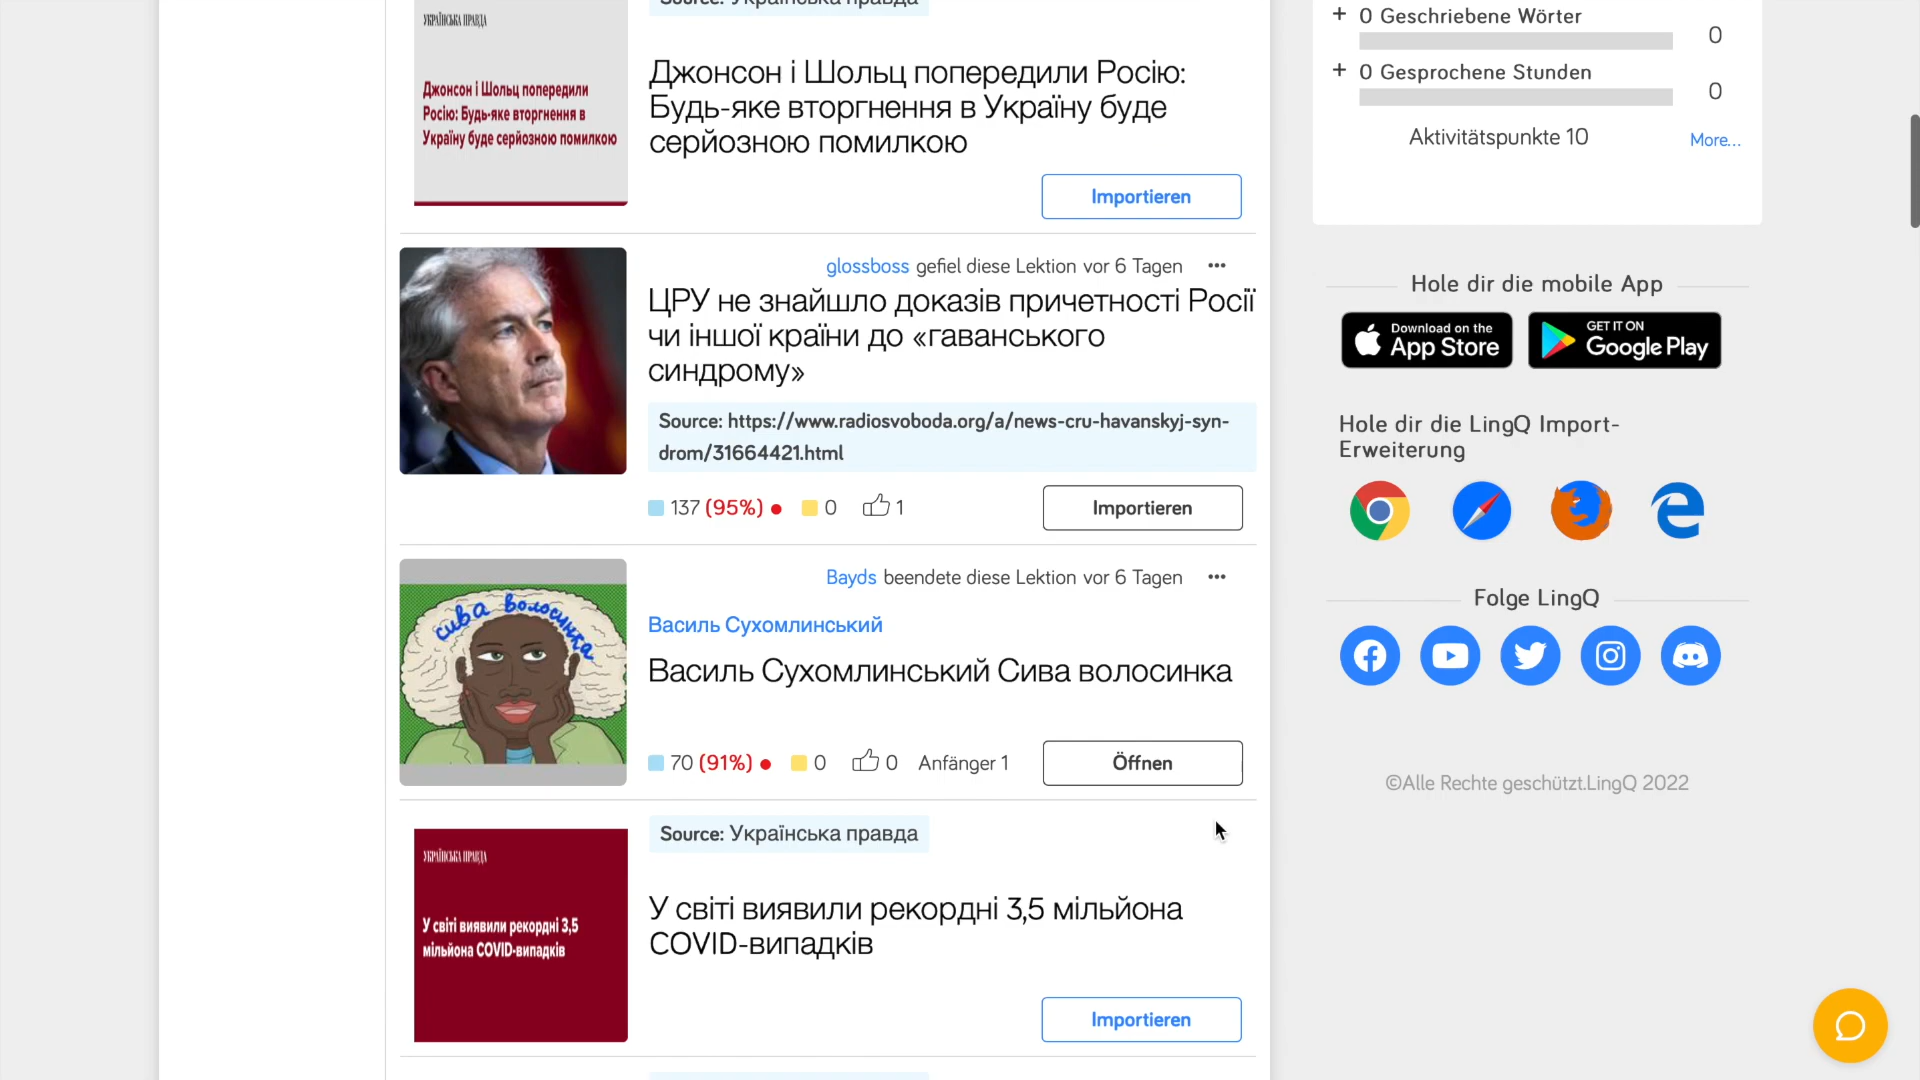 УКРАЇНСЬКА ПРАВДА
Джонсон і Шольц попередили
Росію: Будь-яке вторгнення в
Україну буде серйозною помилкою
Source: Українська правда
Джонсон і Шольц попередили Росію:
Будь-яке вторгнення в Україну буде
серйозною помилкою
Importieren
glossboss gefiel diese Lektion vor 6 Tagen •••
ЦРУ не знайшло доказів причетності Росії
чи іншої країни до «гаванського
синдрому»
Source: https://www.radiosvoboda.org/a/news-cru-havanskyj-syn-
drom/31664421.html
137 (95%) 0 1
Importieren
Bayds beendete diese Lektion vor 6 Tagen •••
сива волосинка
Василь Сухомлинський
Василь Сухомлинський Сива волосинка
70 (91%) 0 0 Anfänger 1
Öffnen
Source: Українська правда
УКРАЇНСЬКА ПРАВДА
У світі виявили рекордні 3,5
мільйона COVID-випадків
У світі виявили рекордні 3,5 мільйона
COVID-випадків
Importieren
+ 0 Geschriebene Wörter
0
+ 0 Gesprochene Stunden
0
Aktivitätspunkte 10
More...
Hole dir die mobile App
Download on the
App Store
GET IT ON
Google Play
Hole dir die LingQ Import-
Erweiterung
Folge LingQ
©Alle Rechte geschützt.LingQ 2022